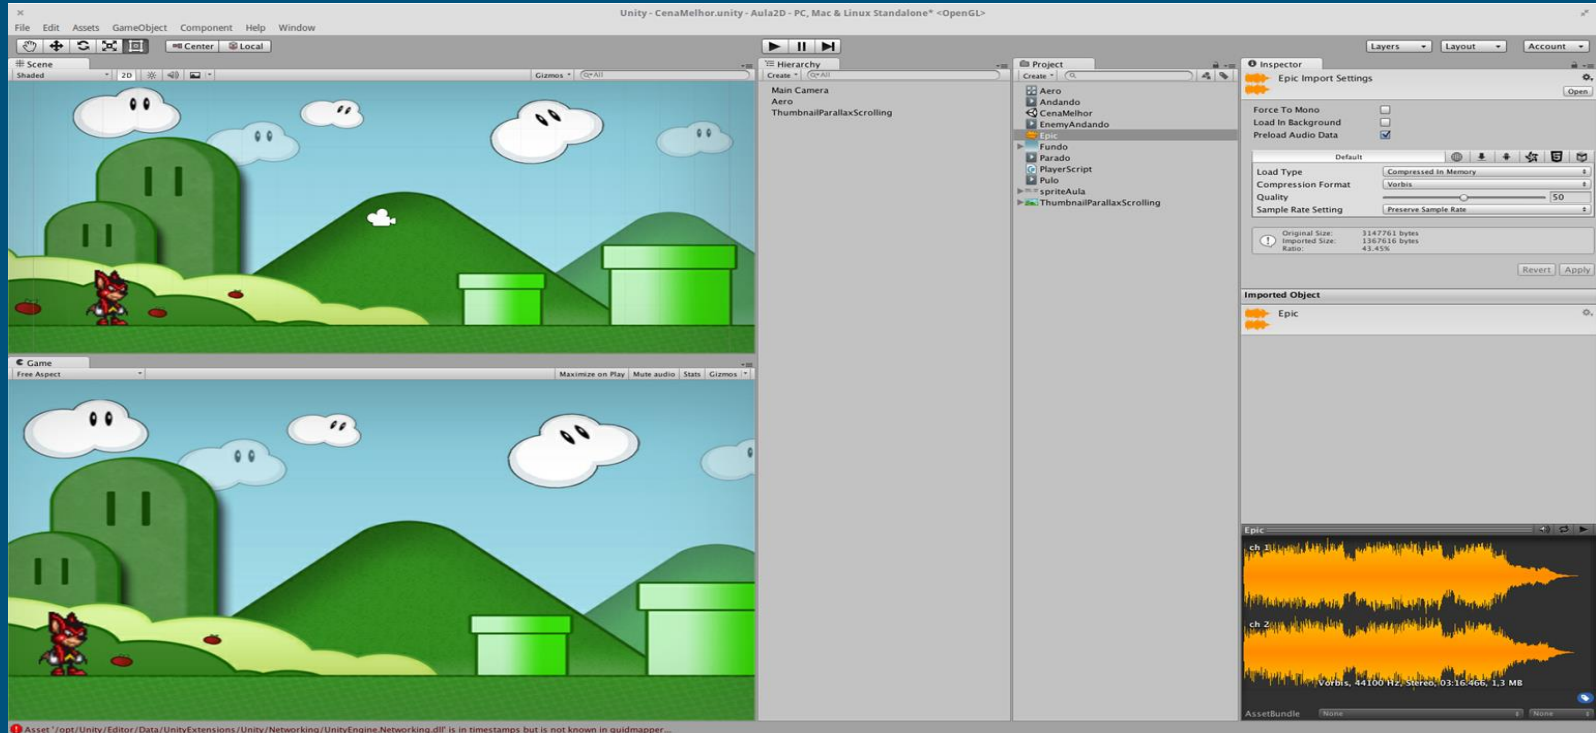 Unity - CenaMelhor.unity - Aula2D - PC, Mac & Linux Standalone* <OpenGL>
File Edit Assets GameObject Component Help Window
Center Local
Layers Layout Account
Scene
Shaded 2D Gizmos All
Hierarchy
Create All
Main Camera
Aero
ThumbnailParallaxScrolling
Project
Create
Aero
Andando
CenaMelhor
EnemyAndando
Epic
Fundo
Parado
PlayerScript
Pulo
spriteAula
ThumbnailParallaxScrolling
Inspector
Epic Import Settings
Open
Force To Mono
Load In Background
Preload Audio Data
Default
Load Type Compressed In Memory
Compression Format Vorbis
Quality 50
Sample Rate Setting Preserve Sample Rate
Original Size: 3147761 bytes
Imported Size: 1367616 bytes
Ratio: 43.45%
Revert Apply
Imported Object
Epic
Game
Free Aspect Maximize on Play Mute audio Stats Gizmos
Epic
ch 1
ch 2
Vorbis, 44100 Hz, Stereo, 03:16.466, 1,3 MB
AssetBundle None None
Asset '/opt/Unity/Editor/Data/UnityExtensions/Unity/Networking/UnityEngine.Networking.dll' is in timestamps but is not known in guidmapper...